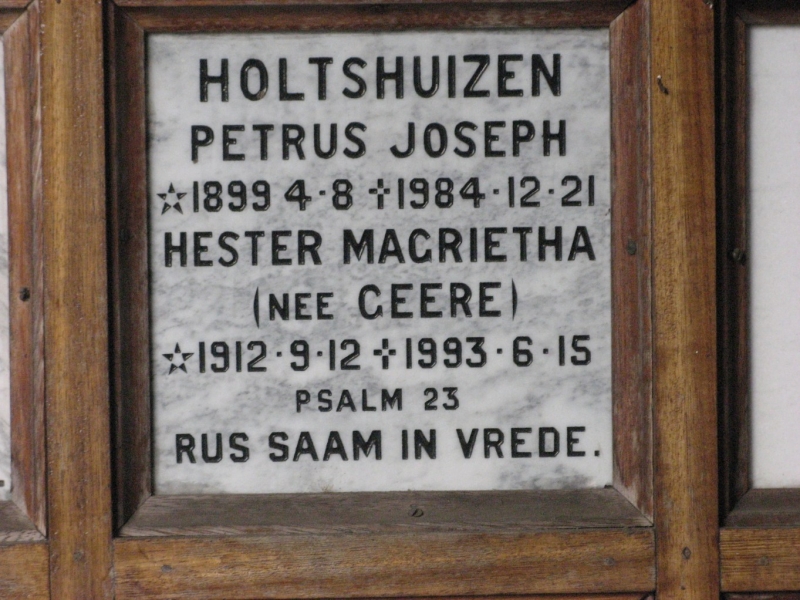 HOLTSHUIZEN
PETRUS JOSEPH
☆1899 4·8 ✢1984·12·21
HESTER MAGRIETHA
(NEE GEERE)
☆1912·9·12 ✢1993·6·15
PSALM 23
RUS SAAM IN VREDE.